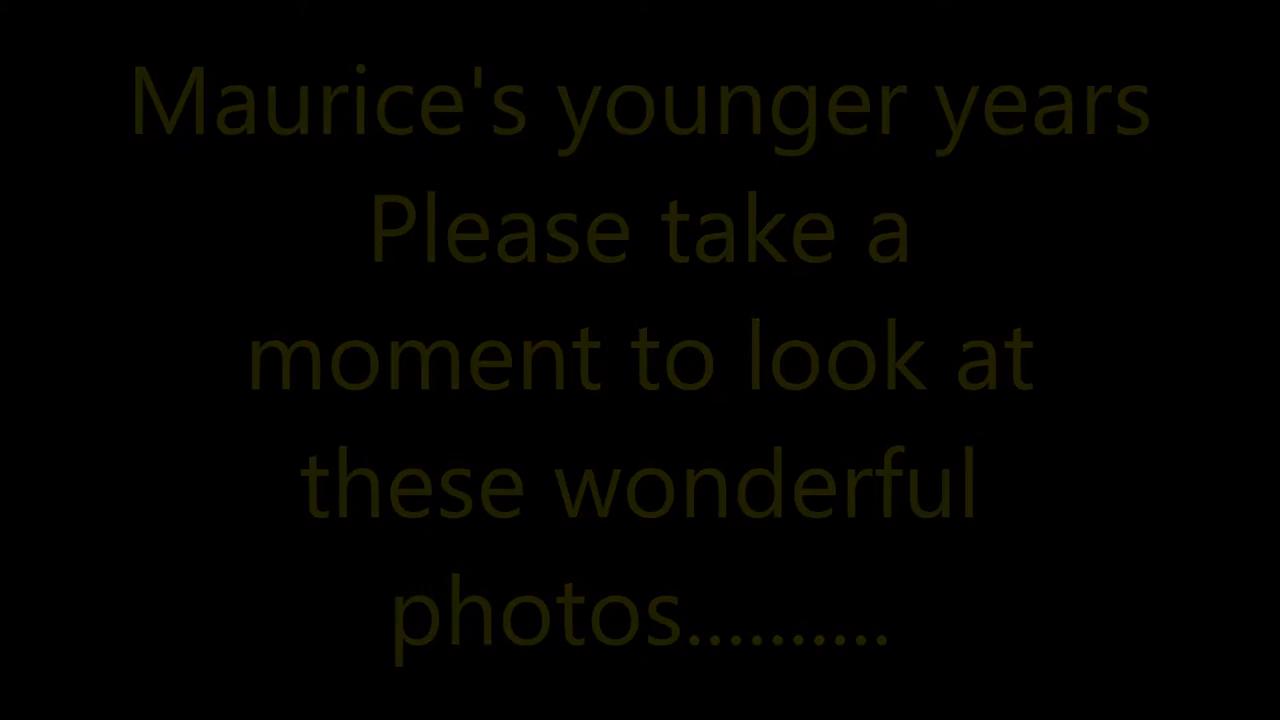 Maurice's younger years
Please take a
moment to look at
these wonderful
photos..........